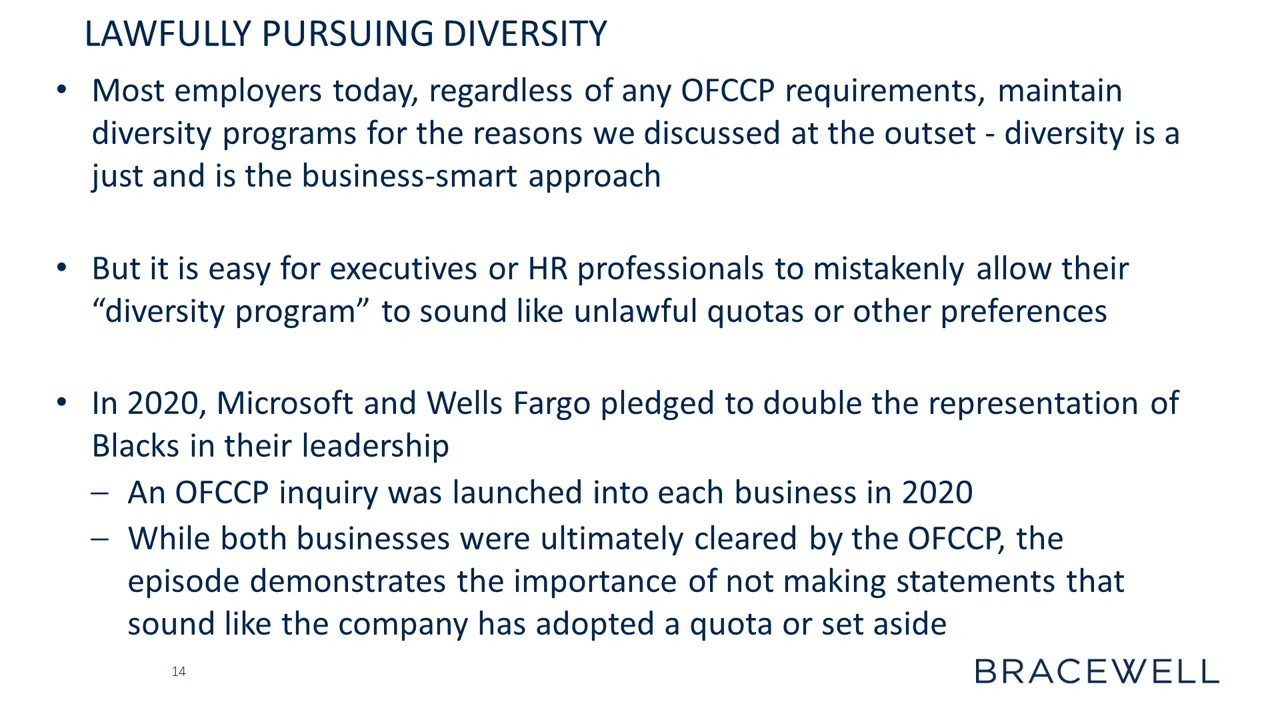 LAWFULLY PURSUING DIVERSITY
• Most employers today, regardless of any OFCCP requirements, maintain
diversity programs for the reasons we discussed at the outset - diversity is a
just and is the business-smart approach
• But it is easy for executives or HR professionals to mistakenly allow their
“diversity program” to sound like unlawful quotas or other preferences
• In 2020, Microsoft and Wells Fargo pledged to double the representation of
Blacks in their leadership
– An OFCCP inquiry was launched into each business in 2020
– While both businesses were ultimately cleared by the OFCCP, the
episode demonstrates the importance of not making statements that
sound like the company has adopted a quota or set aside
14
BRACEWELL